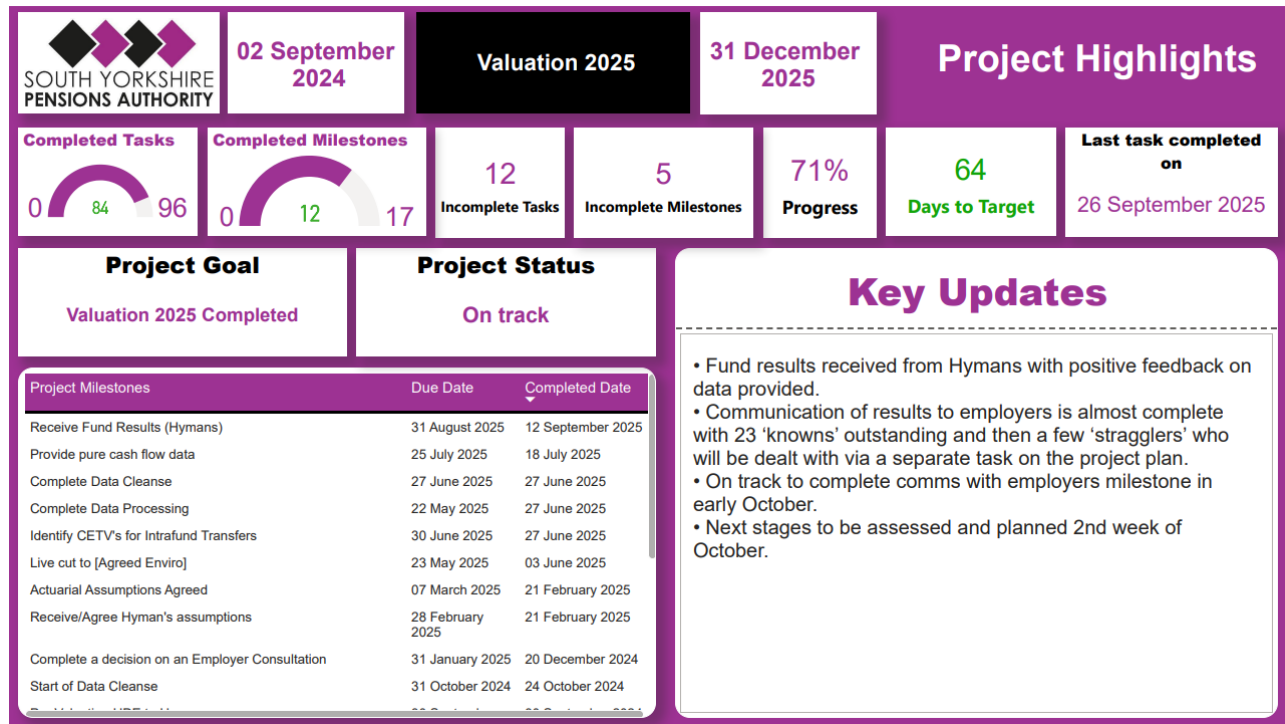 SOUTH YORKSHIRE
PENSIONS AUTHORITY
02 September
2024
Valuation 2025
31 December
2025
Project Highlights
Completed Tasks
0
84
96
Completed Milestones
0
12
17
12
Incomplete Tasks
5
Incomplete Milestones
71%
Progress
64
Days to Target
Last task completed
on
26 September 2025
Project Goal
Valuation 2025 Completed
Project Status
On track
Project Milestones Due Date Completed Date
Receive Fund Results (Hymans) 31 August 2025 12 September 2025
Provide pure cash flow data 25 July 2025 18 July 2025
Complete Data Cleanse 27 June 2025 27 June 2025
Complete Data Processing 22 May 2025 27 June 2025
Identify CETV's for Intrafund Transfers 30 June 2025 27 June 2025
Live cut to [Agreed Enviro] 23 May 2025 03 June 2025
Actuarial Assumptions Agreed 07 March 2025 21 February 2025
Receive/Agree Hyman's assumptions 28 February 21 February 2025
2025
Complete a decision on an Employer Consultation 31 January 2025 20 December 2024
Start of Data Cleanse 31 October 2024 24 October 2024
Key Updates
• Fund results received from Hymans with positive feedback on
data provided.
• Communication of results to employers is almost complete
with 23 ‘knowns’ outstanding and then a few ‘stragglers’ who
will be dealt with via a separate task on the project plan.
• On track to complete comms with employers milestone in
early October.
• Next stages to be assessed and planned 2nd week of
October.